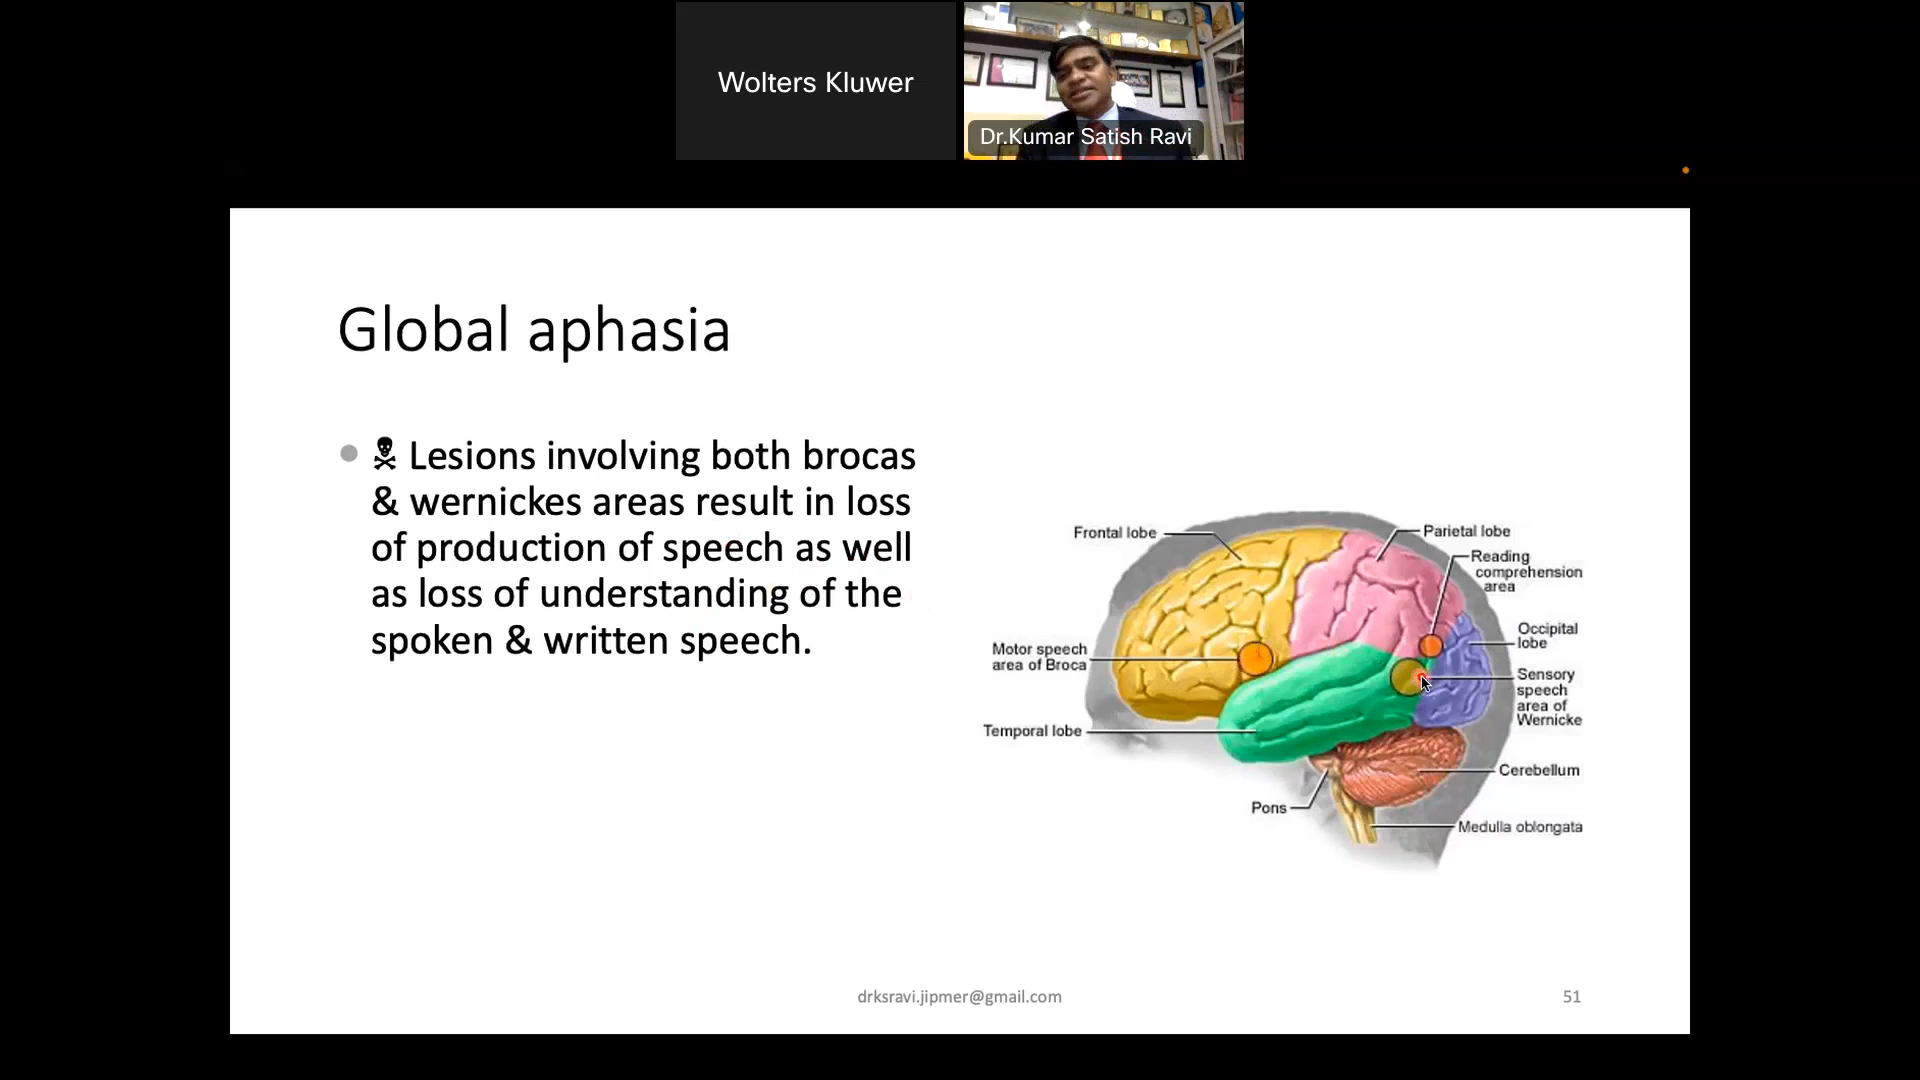 Wolters Kluwer
Dr.Kumar Satish Ravi
Global aphasia
Lesions involving both brocas
& wernickes areas result in loss
of production of speech as well
as loss of understanding of the
spoken & written speech.
Frontal lobe
Parietal lobe
Reading
comprehension
area
Occipital
lobe
Motor speech
area of Broca
Sensory
speech
area of
Wernicke
Temporal lobe
Cerebellum
Pons
Medulla oblongata
drksravi.jipmer@gmail.com
51